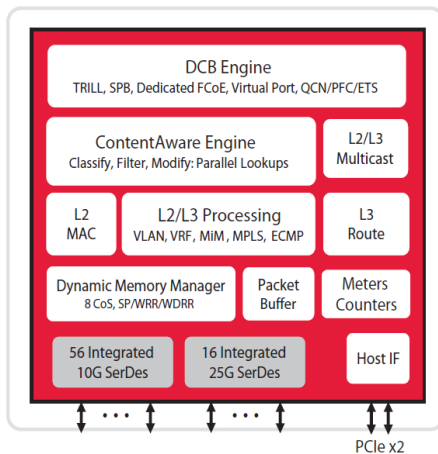 DCB Engine
TRILL, SPB, Dedicated FCoE, Virtual Port, QCN/PFC/ETS
ContentAware Engine
Classify, Filter, Modify: Parallel Lookups
L2/L3
Multicast
L2
MAC
L2/L3 Processing
VLAN, VRF, MiM, MPLS, ECMP
L3
Route
Dynamic Memory Manager
8 CoS, SP/WRR/WDRR
Packet
Buffer
Meters
Counters
56 Integrated
10G SerDes
16 Integrated
25G SerDes
Host IF
PCIe x2